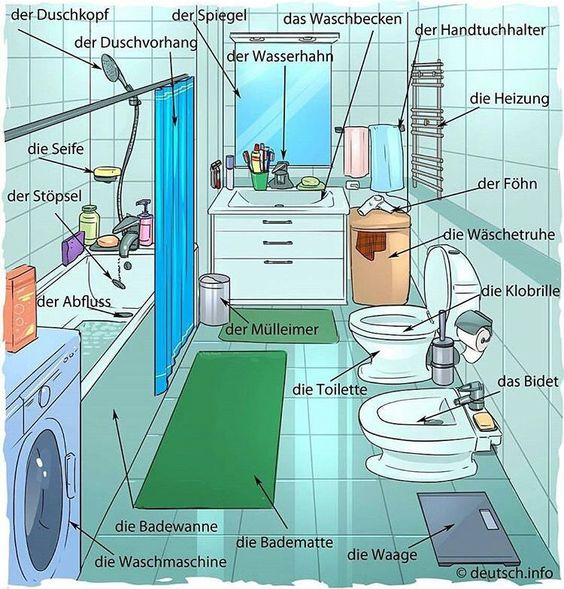 der Duschkopf
der Spiegel
das Waschbecken
der Handtuchhalter
der Duschvorhang
der Wasserhahn
die Heizung
die Seife
der Föhn
der Stöpsel
die Wäschetruhe
die Klobrille
der Abfluss
der Mülleimer
die Toilette
das Bidet
die Badewanne
die Badematte
die Waage
die Waschmaschine
© deutsch.info